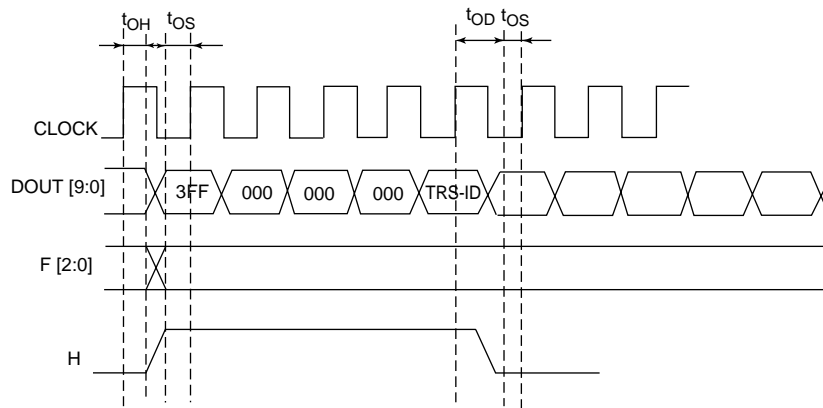 tOH tOS tOD tOS
CLOCK
DOUT [9:0] 3FF 000 000 000 TRS-ID
F [2:0]
H